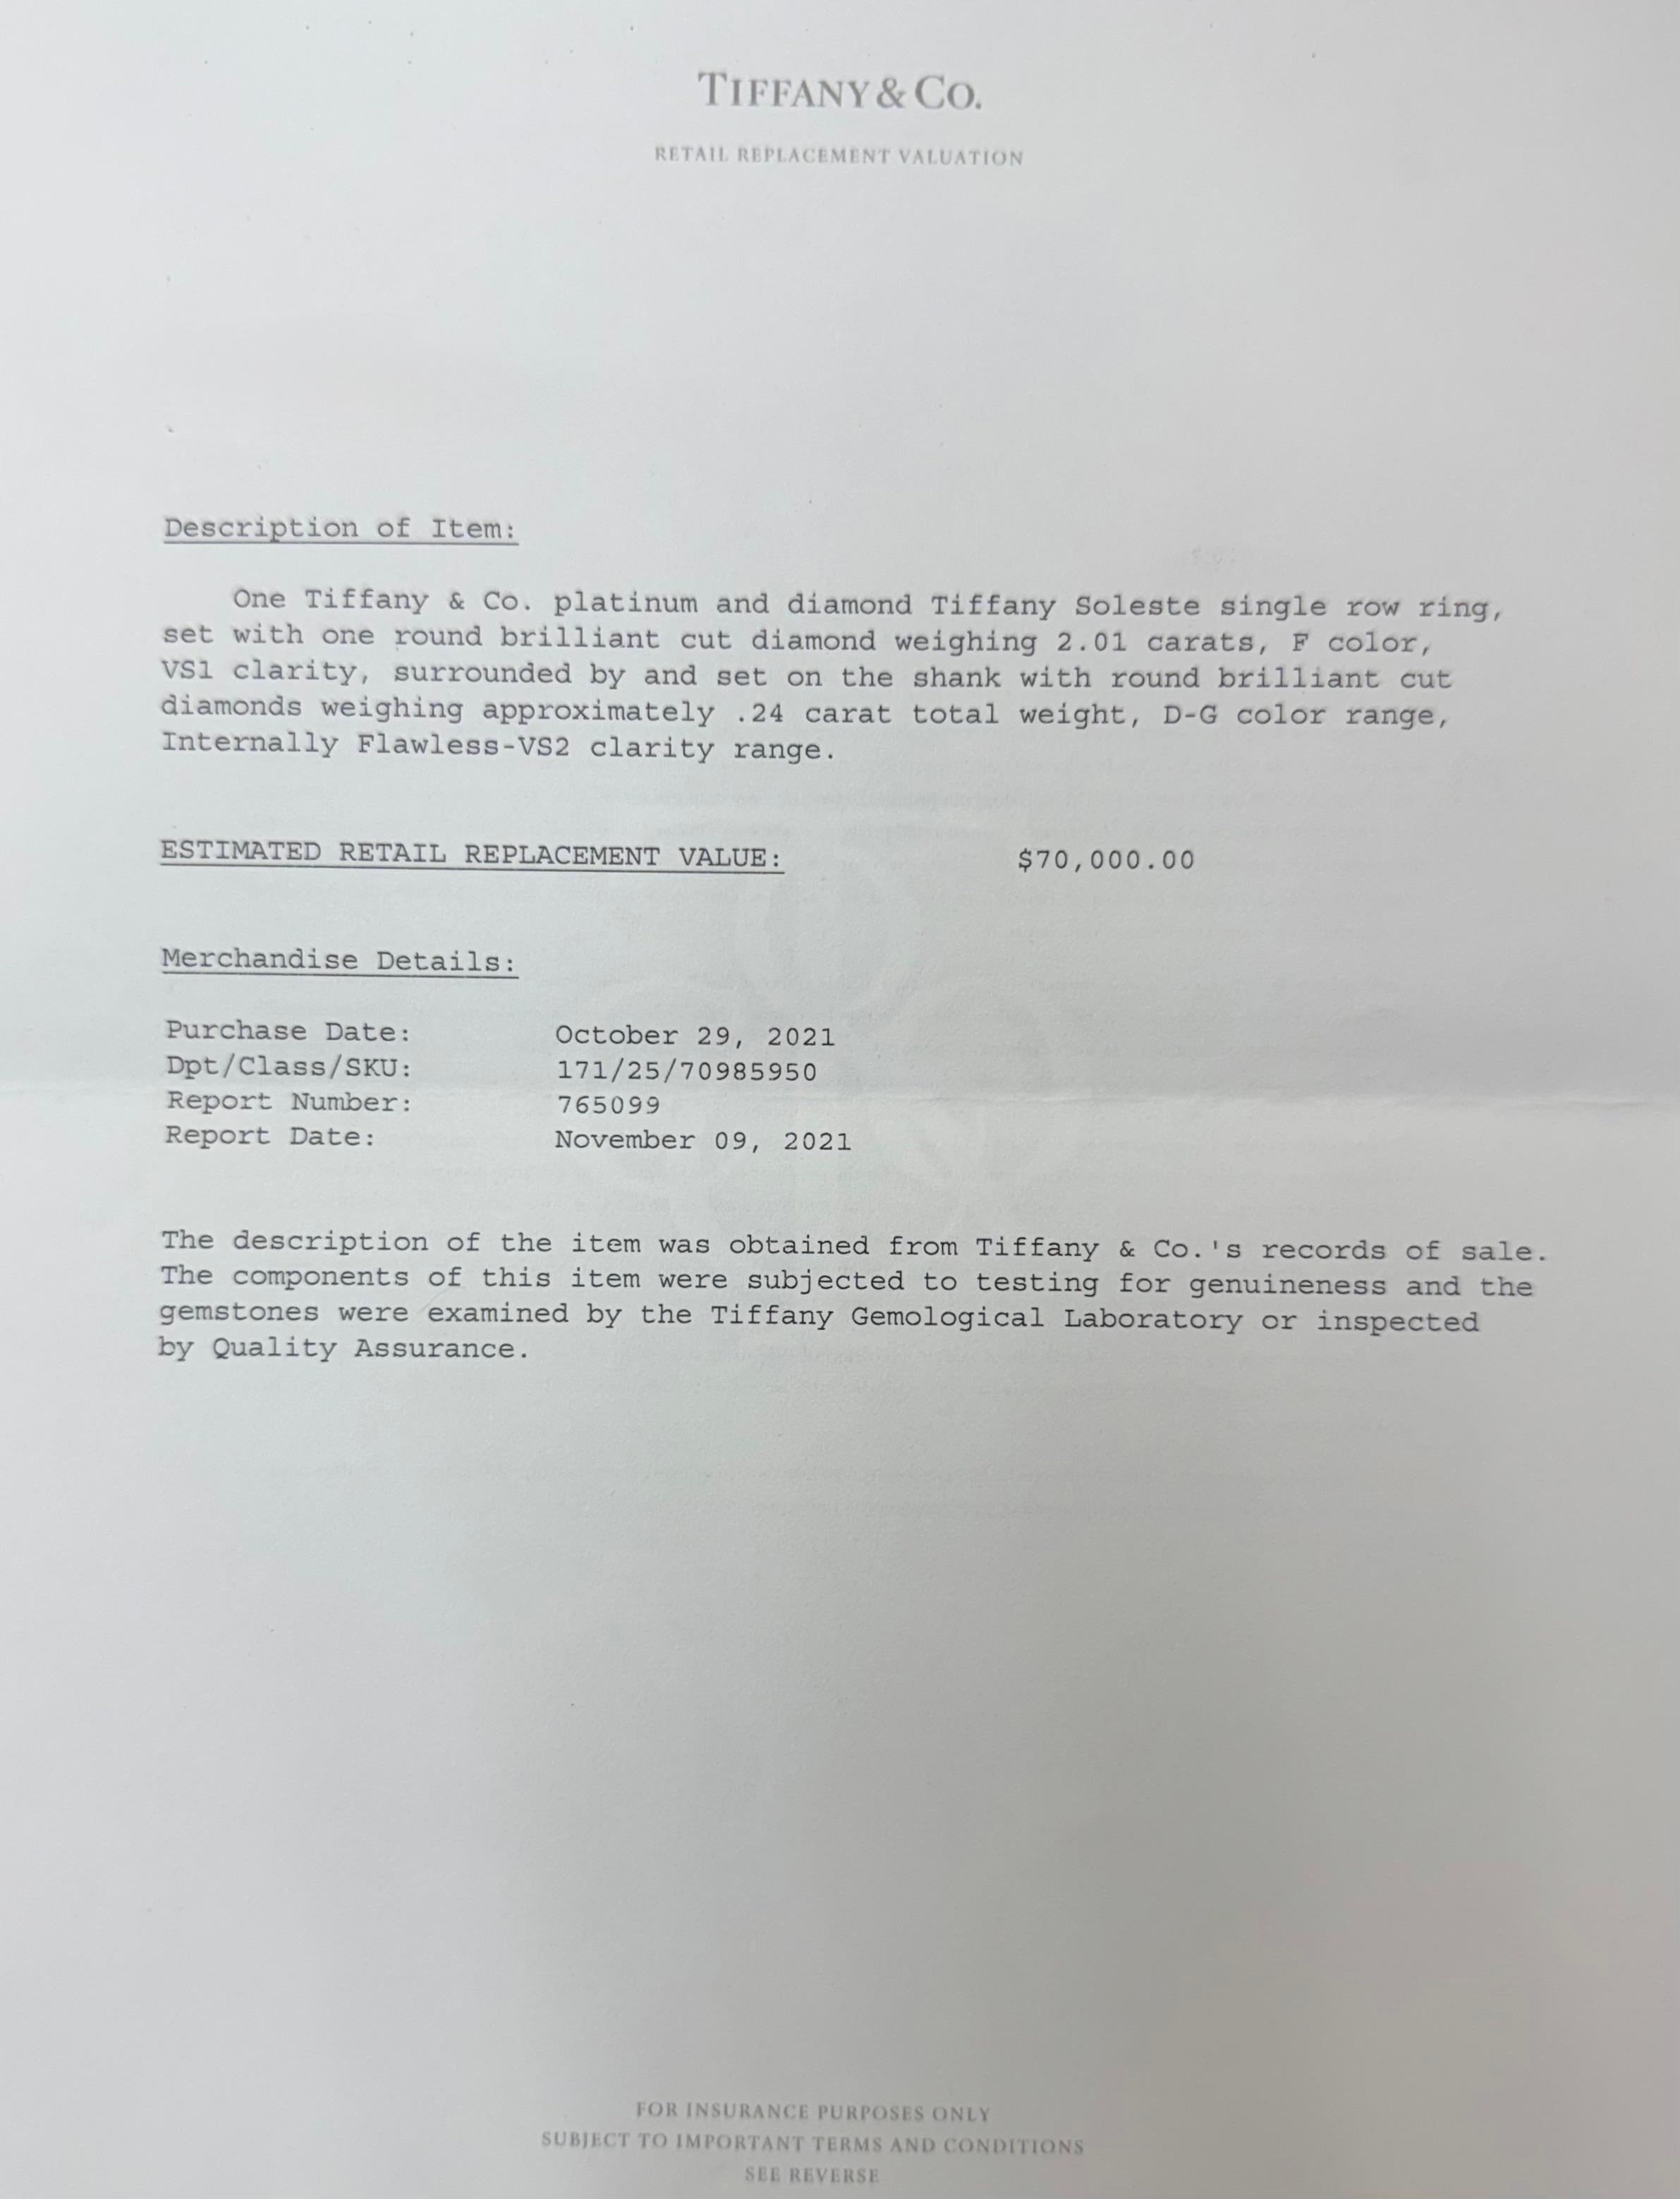 TIFFANY & CO.
RETAIL REPLACEMENT VALUATION
Description of Item:
One Tiffany & Co. platinum and diamond Tiffany Soleste single row ring,
set with one round brilliant cut diamond weighing 2.01 carats, F color,
VS1 clarity, surrounded by and set on the shank with round brilliant cut
diamonds weighing approximately .24 carat total weight, D-G color range,
Internally Flawless-VS2 clarity range.
ESTIMATED RETAIL REPLACEMENT VALUE: $70,000.00
Merchandise Details:
Purchase Date: October 29, 2021
Dpt/Class/SKU: 171/25/70985950
Report Number: 765099
Report Date: November 09, 2021
The description of the item was obtained from Tiffany & Co.'s records of sale.
The components of this item were subjected to testing for genuineness and the
gemstones were examined by the Tiffany Gemological Laboratory or inspected
by Quality Assurance.
FOR INSURANCE PURPOSES ONLY
SUBJECT TO IMPORTANT TERMS AND CONDITIONS
SEE REVERSE